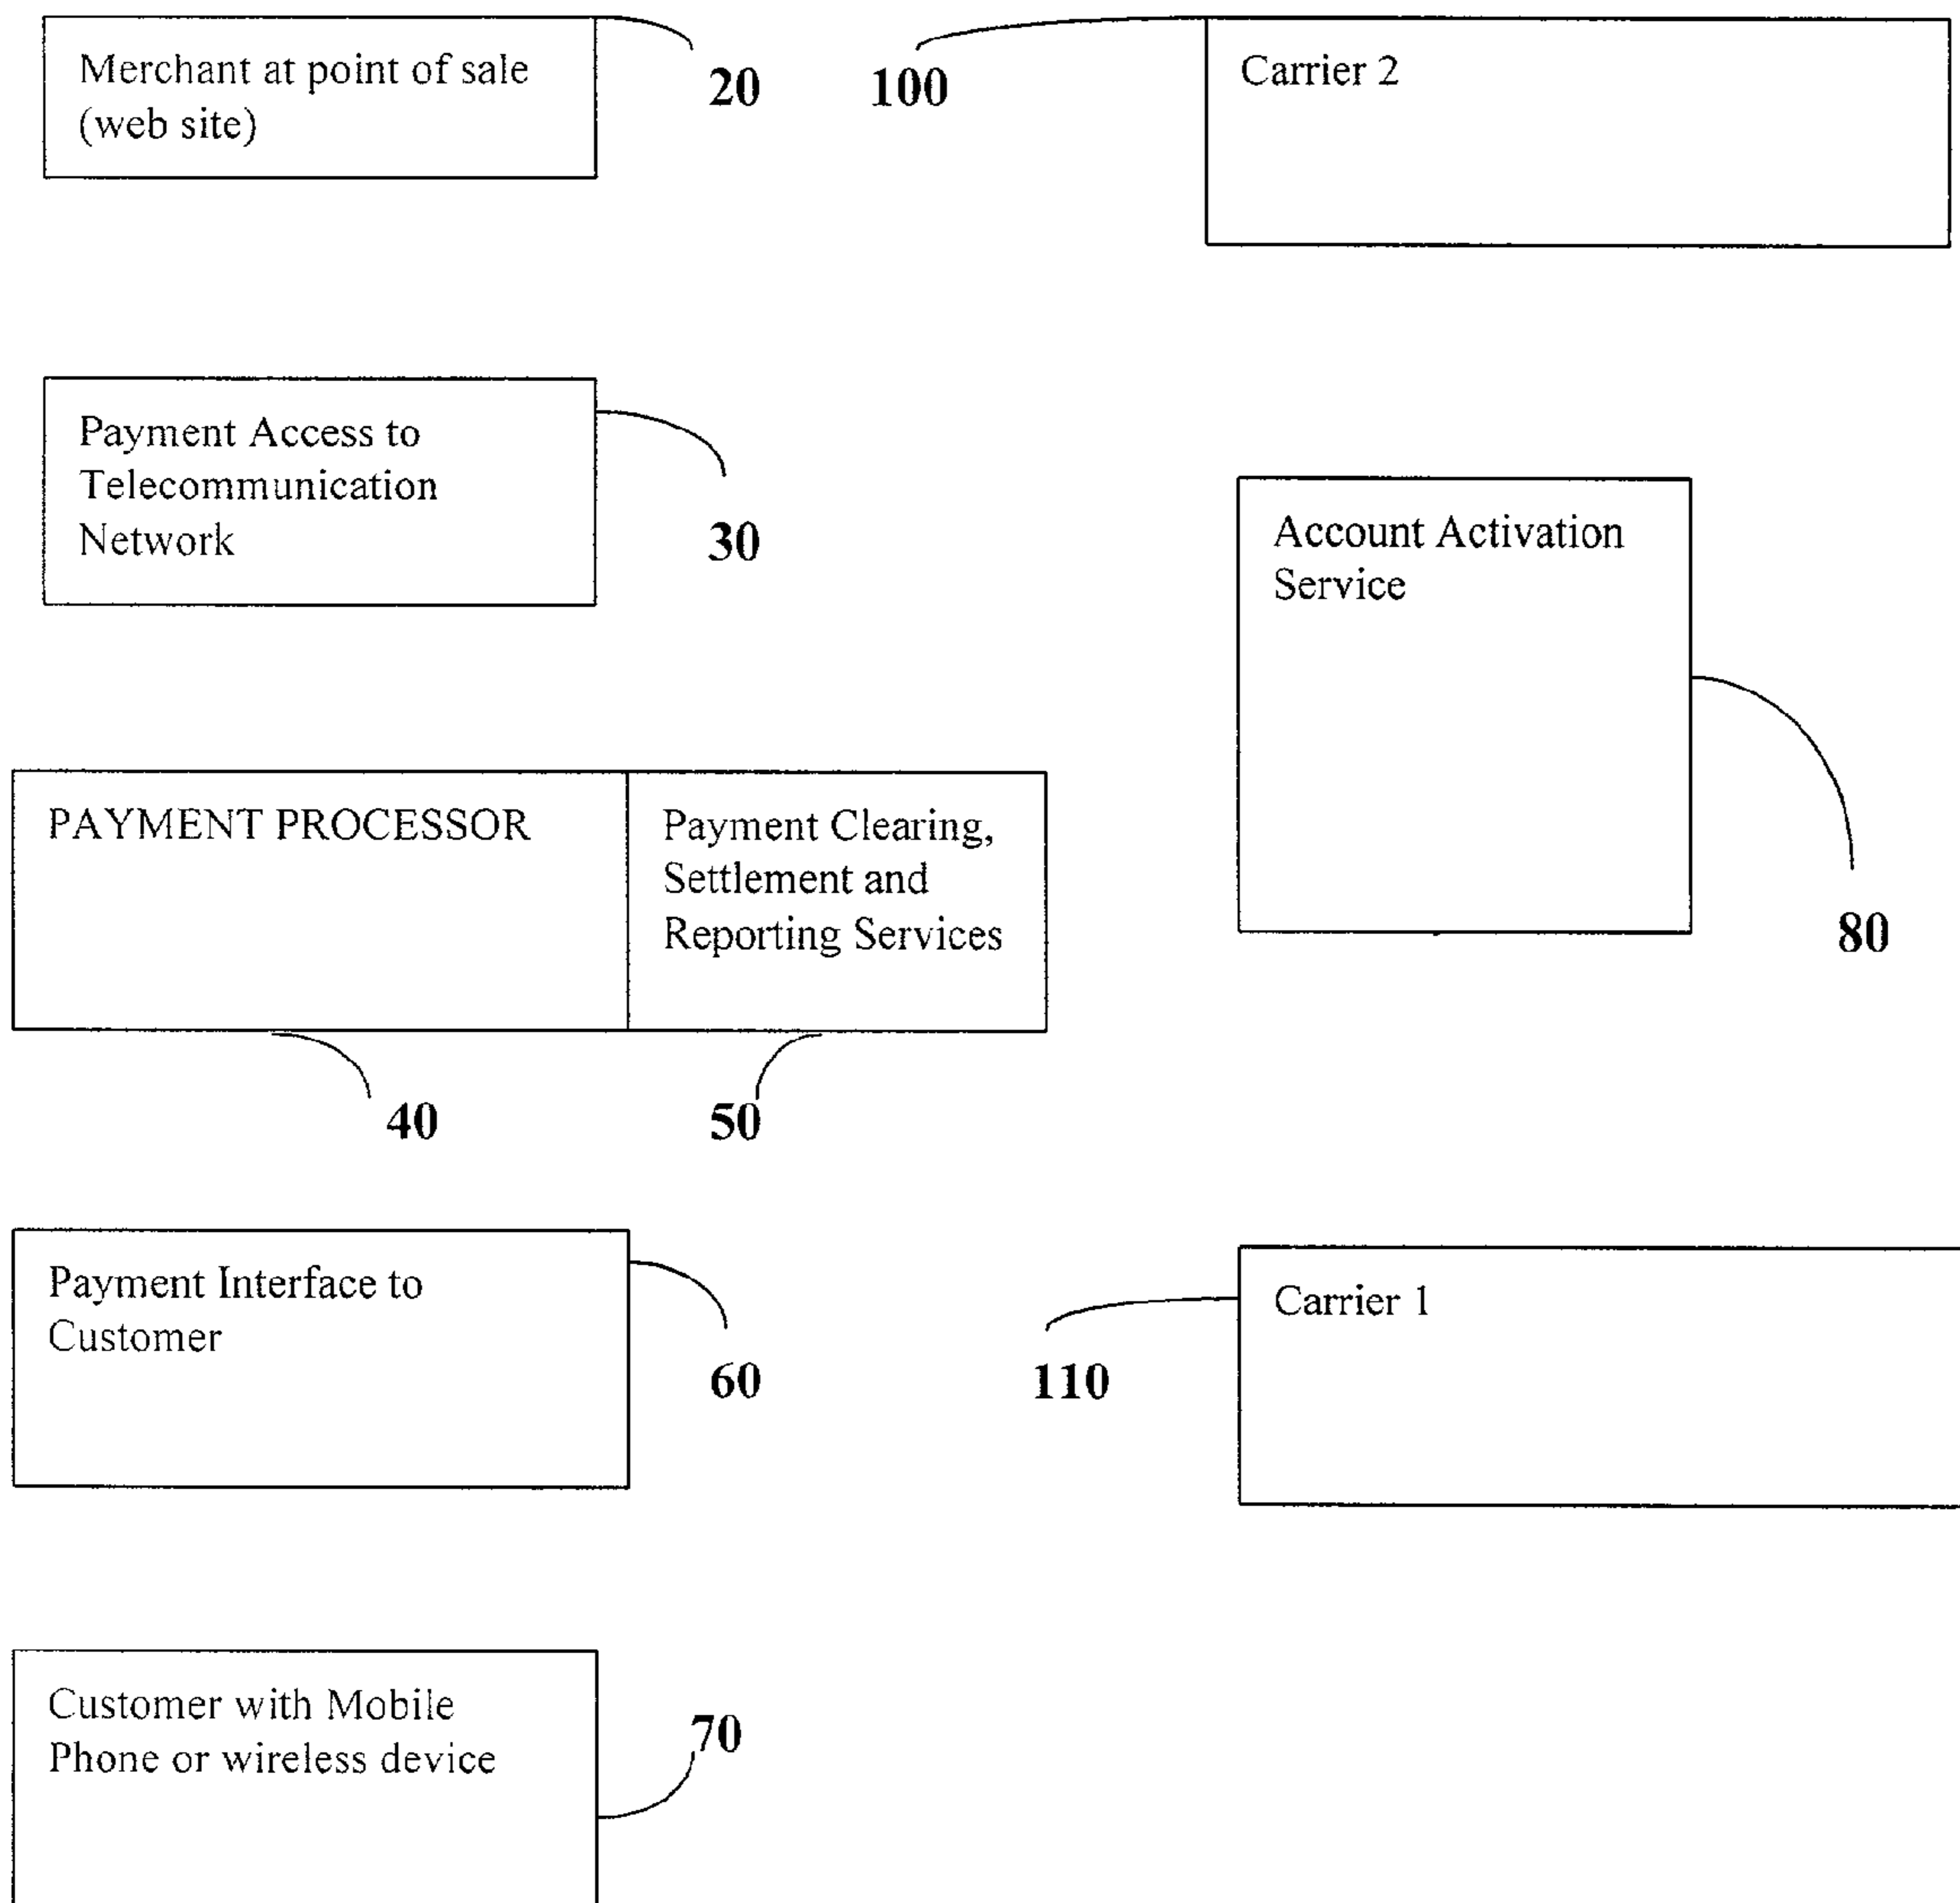 Merchant at point of sale
(web site)
20
100
Carrier 2
Payment Access to
Telecommunication
Network
30
Account Activation
Service
80
PAYMENT PROCESSOR
Payment Clearing,
Settlement and
Reporting Services
40
50
Payment Interface to
Customer
60
110
Carrier 1
Customer with Mobile
Phone or wireless device
70